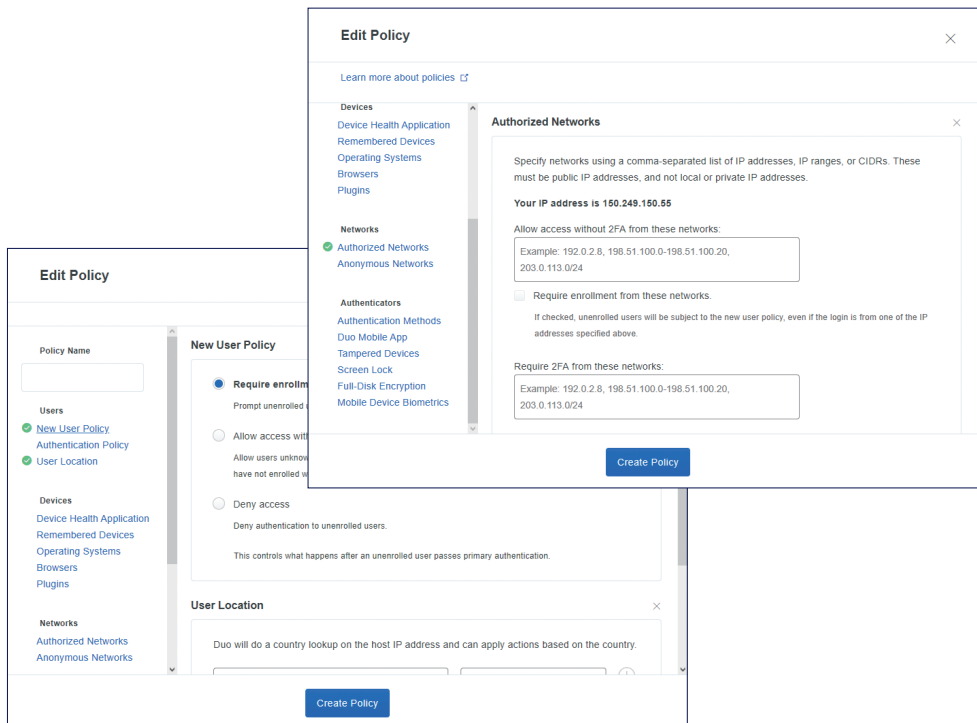 Edit Policy
Learn more about policies
Devices
Device Health Application
Remembered Devices
Operating Systems
Browsers
Plugins
Networks
Authorized Networks
Anonymous Networks
Authenticators
Authentication Methods
Duo Mobile App
Tampered Devices
Screen Lock
Full-Disk Encryption
Mobile Device Biometrics
Authorized Networks
Specify networks using a comma-separated list of IP addresses, IP ranges, or CIDRs. These
must be public IP addresses, and not local or private IP addresses.
Your IP address is 150.249.150.55
Allow access without 2FA from these networks:
Example: 192.0.2.8, 198.51.100.0-198.51.100.20,
203.0.113.0/24
Require enrollment from these networks.
If checked, unenrolled users will be subject to the new user policy, even if the login is from one of the IP
addresses specified above.
Require 2FA from these networks:
Example: 192.0.2.8, 198.51.100.0-198.51.100.20,
203.0.113.0/24
Create Policy
Edit Policy
Policy Name
Users
New User Policy
Authentication Policy
User Location
Devices
Device Health Application
Remembered Devices
Operating Systems
Browsers
Plugins
Networks
Authorized Networks
Anonymous Networks
New User Policy
Require
Prompt unenrolled
Allow access
Allow users
have not enrolled
Deny access
Deny authentication to unenrolled users.
This controls what happens after an unenrolled user passes primary authentication.
User Location
Duo will do a country lookup on the host IP address and can apply actions based on the country.
Create Policy